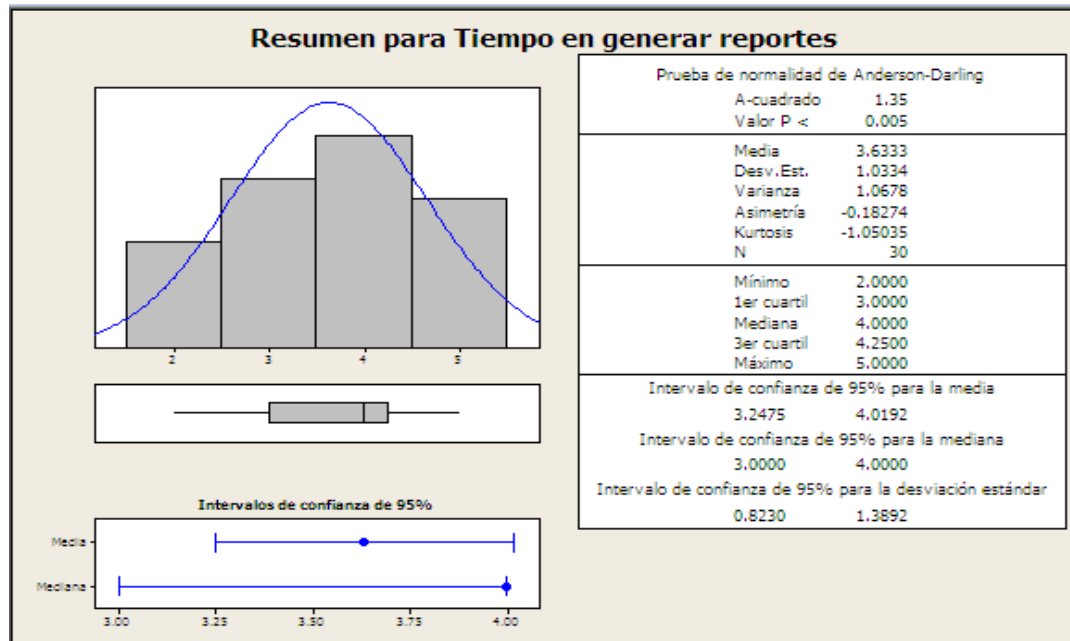 Resumen para Tiempo en generar reportes
2 3 4 5
Intervalos de confianza de 95%
Media
Mediana
3.00 3.25 3.50 3.75 4.00
Prueba de normalidad de Anderson-Darling
A-cuadrado 1.35
Valor P < 0.005
Media 3.6333
Desv.Est. 1.0334
Varianza 1.0678
Asimetría -0.18274
Kurtosis -1.05035
N 30
Mínimo 2.0000
1er cuartil 3.0000
Mediana 4.0000
3er cuartil 4.2500
Máximo 5.0000
Intervalo de confianza de 95% para la media
3.2475 4.0192
Intervalo de confianza de 95% para la mediana
3.0000 4.0000
Intervalo de confianza de 95% para la desviación estándar
0.8230 1.3892